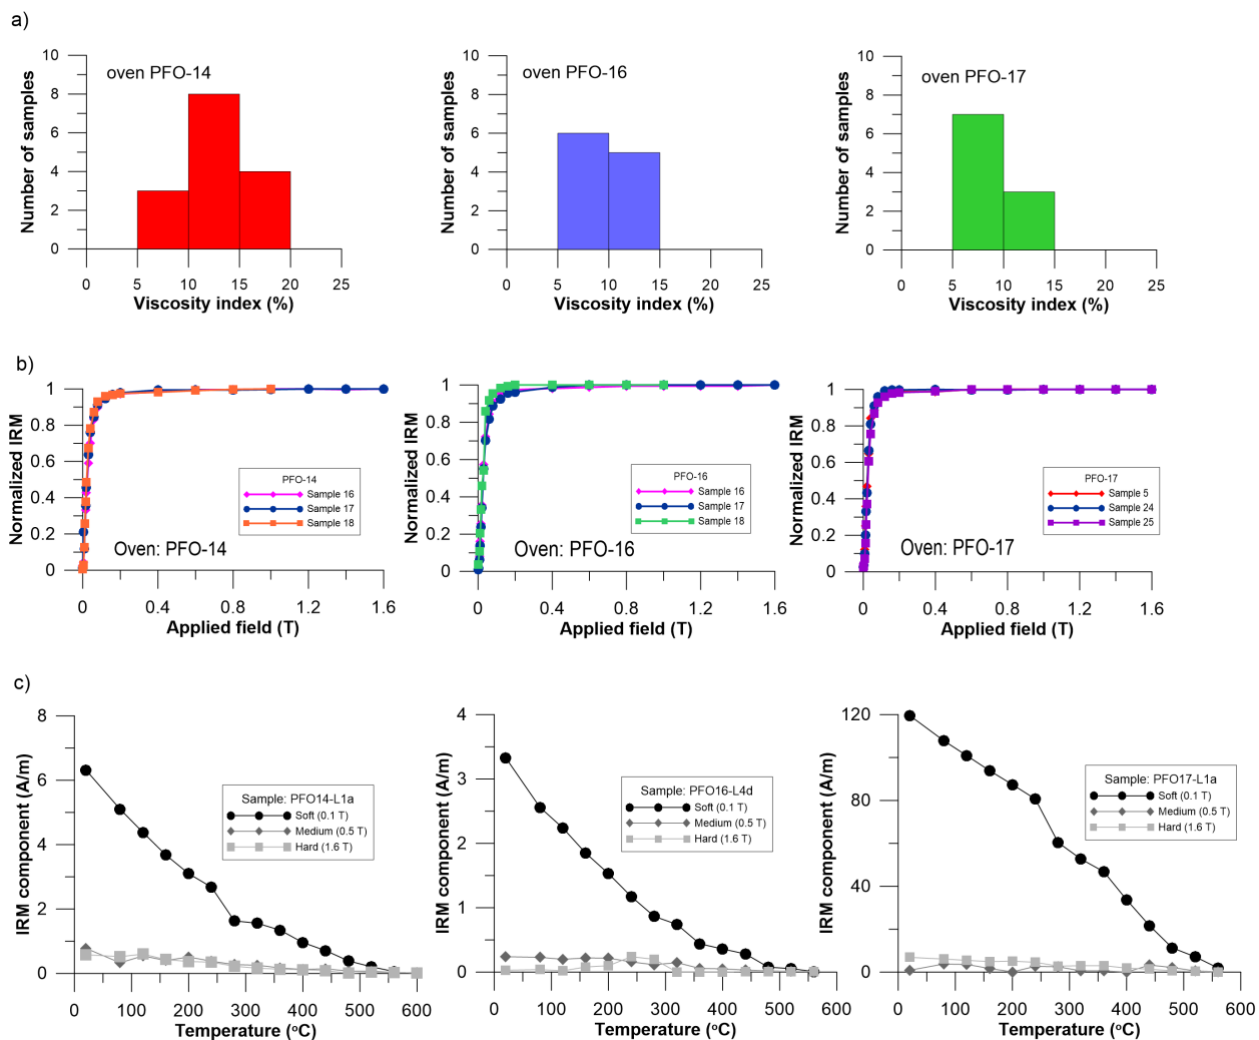 a)
oven PFO-14
Number of samples
10
8
6
4
2
0
0 5 10 15 20 25
Viscosity index (%)
oven PFO-16
Number of samples
10
8
6
4
2
0
0 5 10 15 20 25
Viscosity index (%)
oven PFO-17
Number of samples
10
8
6
4
2
0
0 5 10 15 20 25
Viscosity index (%)
b)
Normalized IRM
1
0.8
0.6
0.4
0.2
0
PFO-14
Sample 16
Sample 17
Sample 18
Oven: PFO-14
0 0.4 0.8 1.2 1.6
Applied field (T)
Normalized IRM
1
0.8
0.6
0.4
0.2
0
PFO-16
Sample 16
Sample 17
Sample 18
Oven: PFO-16
0 0.4 0.8 1.2 1.6
Applied field (T)
Normalized IRM
1
0.8
0.6
0.4
0.2
0
PFO-17
Sample 5
Sample 24
Sample 25
Oven: PFO-17
0 0.4 0.8 1.2 1.6
Applied field (T)
c)
IRM component (A/m)
8
6
4
2
0
Sample: PFO14-L1a
Soft (0.1 T)
Medium (0.5 T)
Hard (1.6 T)
0 100 200 300 400 500 600
Temperature (°C)
IRM component (A/m)
4
3
2
1
0
Sample: PFO16-L4d
Soft (0.1 T)
Medium (0.5 T)
Hard (1.6 T)
0 100 200 300 400 500 600
Temperature (°C)
IRM component (A/m)
120
80
40
0
Sample: PFO17-L1a
Soft (0.1 T)
Medium (0.5 T)
Hard (1.6 T)
0 100 200 300 400 500 600
Temperature (°C)